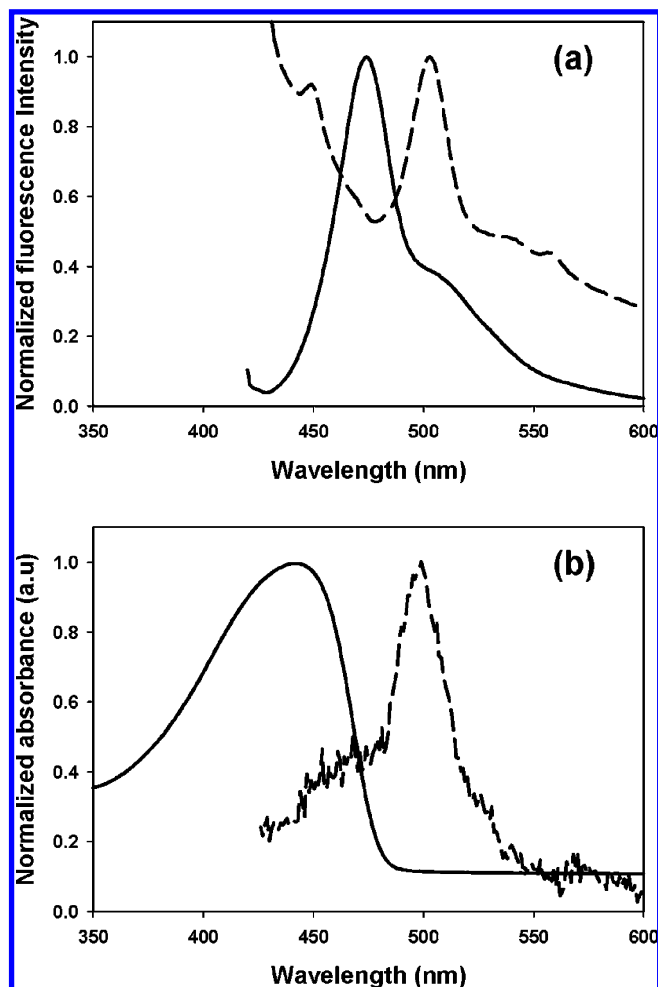 (a)
Normalized fluorescence Intensity
1.0
0.8
0.6
0.4
0.2
0.0
350 400 450 500 550 600
Wavelength (nm)
(b)
Normalized absorbance (a.u)
1.0
0.8
0.6
0.4
0.2
0.0
350 400 450 500 550 600
Wavelength (nm)